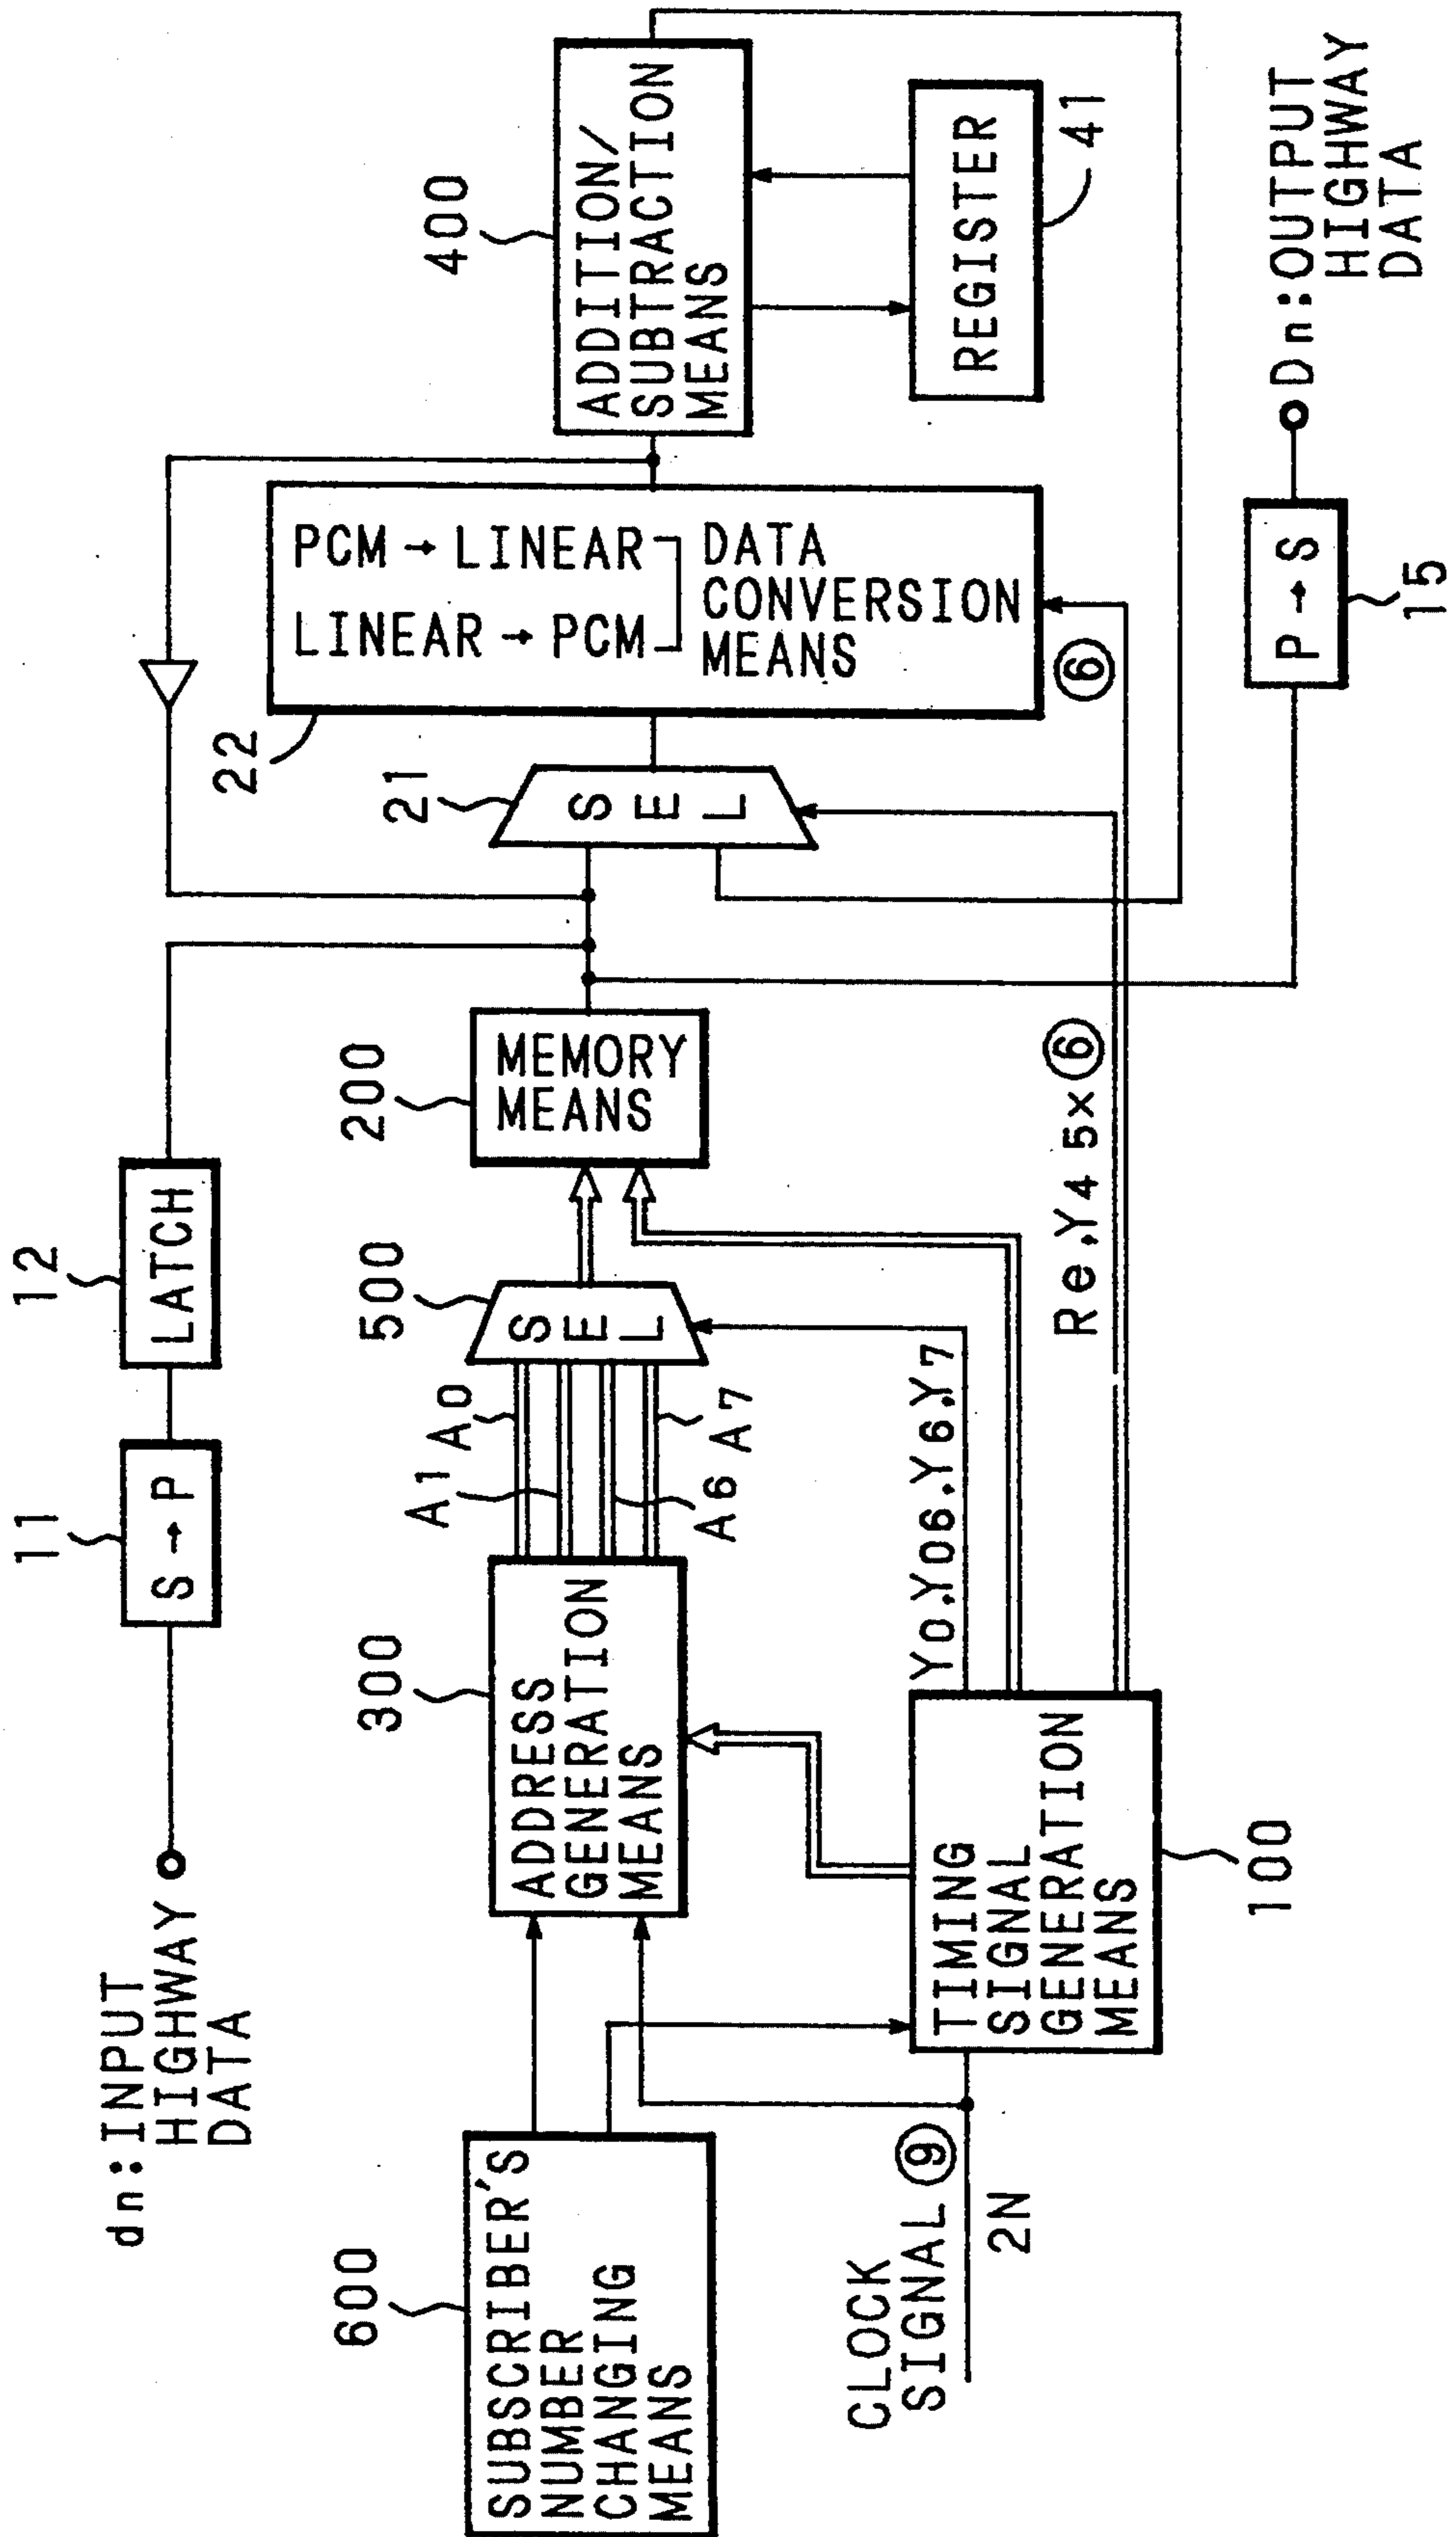 dn:INPUT
HIGHWAY
DATA
11
S→P
12
LATCH
600
SUBSCRIBER'S
NUMBER
CHANGING
MEANS
300
ADDRESS
GENERATION
MEANS
A0
A1
A6
A7
500
SEL
200
MEMORY
MEANS
21
SEL
22
PCM→LINEAR
LINEAR→PCM
DATA
CONVERSION
MEANS
400
ADDITION/
SUBTRACTION
MEANS
REGISTER
41
CLOCK
SIGNAL ⑨
2N
TIMING
SIGNAL
GENERATION
MEANS
100
Y0,Y06,Y6,Y7
Re,Y45×⑥
⑥
P→S
15
Dn:OUTPUT
HIGHWAY
DATA